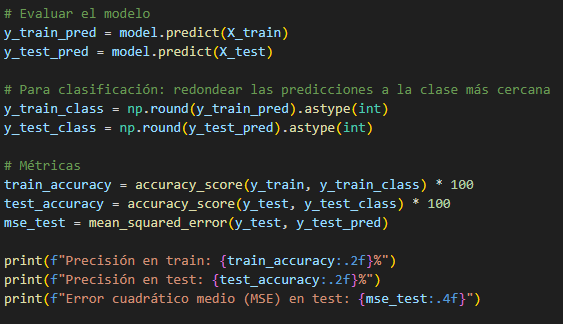 # Evaluar el modelo
y_train_pred = model.predict(X_train)
y_test_pred = model.predict(X_test)
# Para clasificación: redondear las predicciones a la clase más cercana
y_train_class = np.round(y_train_pred).astype(int)
y_test_class = np.round(y_test_pred).astype(int)
# Métricas
train_accuracy = accuracy_score(y_train, y_train_class) * 100
test_accuracy = accuracy_score(y_test, y_test_class) * 100
mse_test = mean_squared_error(y_test, y_test_pred)
print(f"Precisión en train: {train_accuracy:.2f}%")
print(f"Precisión en test: {test_accuracy:.2f}%")
print(f"Error cuadrático medio (MSE) en test: {mse_test:.4f}")